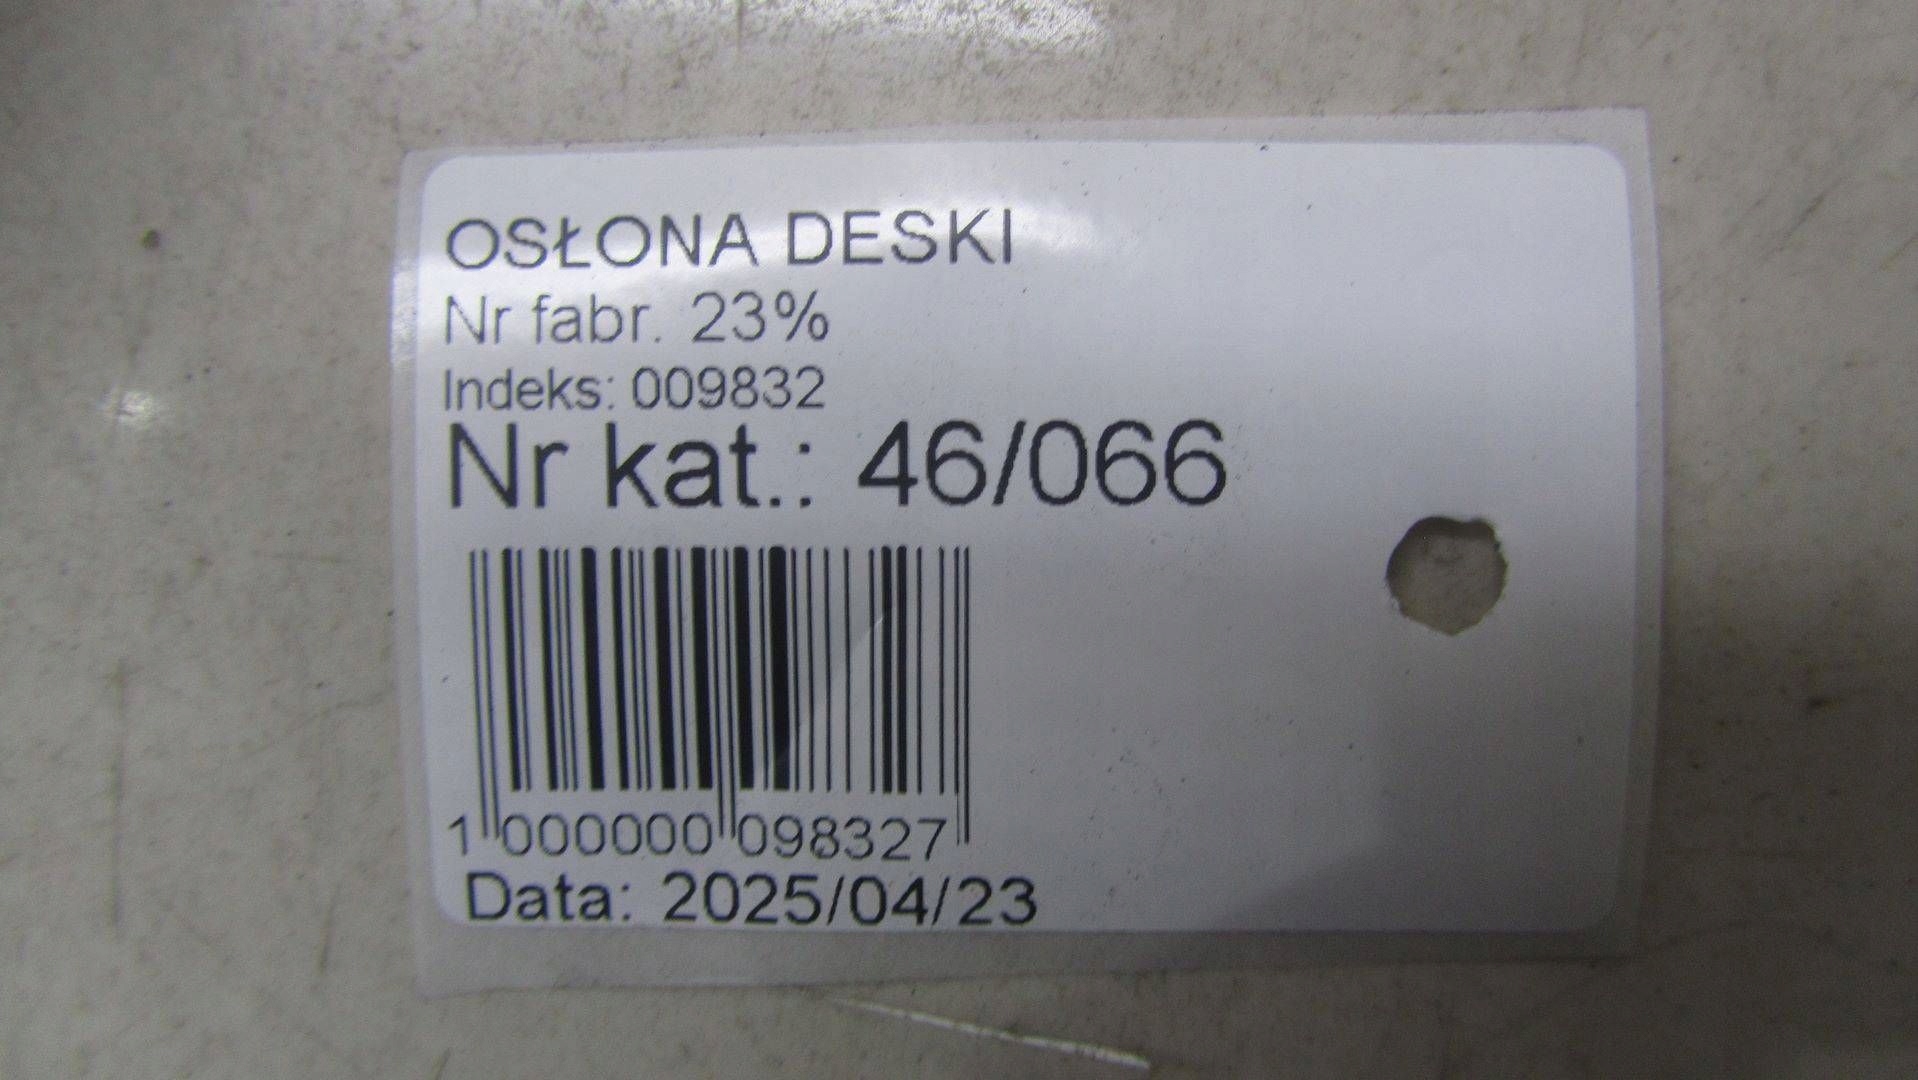 OSŁONA DESKI
Nr fabr. 23%
Indeks: 009832
Nr kat.: 46/066
1 000000 098327
Data: 2025/04/23